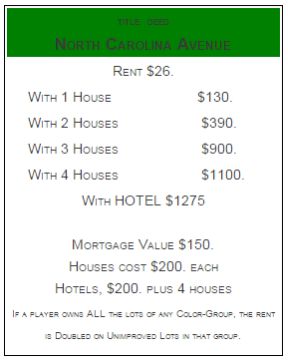 TITLE DEED
NORTH CAROLINA AVENUE
RENT $26.
WITH 1 HOUSE $130.
WITH 2 HOUSES $390.
WITH 3 HOUSES $900.
WITH 4 HOUSES $1100.
WITH HOTEL $1275
MORTGAGE VALUE $150.
HOUSES COST $200. EACH
HOTELS, $200. PLUS 4 HOUSES
IF A PLAYER OWNS ALL THE LOTS OF ANY COLOR-GROUP, THE RENT
IS DOUBLED ON UNIMPROVED LOTS IN THAT GROUP.